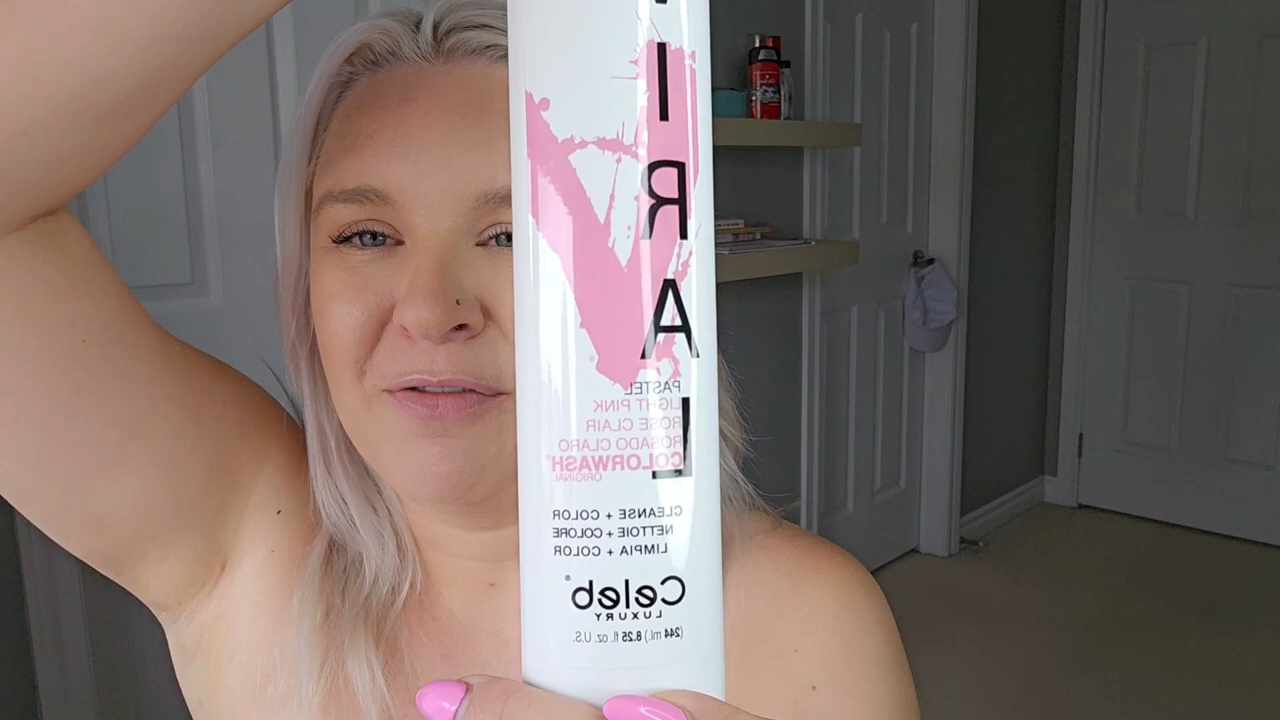 VIRAL
PASTEL
LIGHT PINK
ROSE CLAIR
ROSADO CLARO
COLORWASH®
ORIGINAL
CLEANSE + COLOR
NETTOIE + COLORE
LIMPIA + COLOR
Celeb®
LUXURY
(244 ml.) 8.25 fl. oz. U.S.